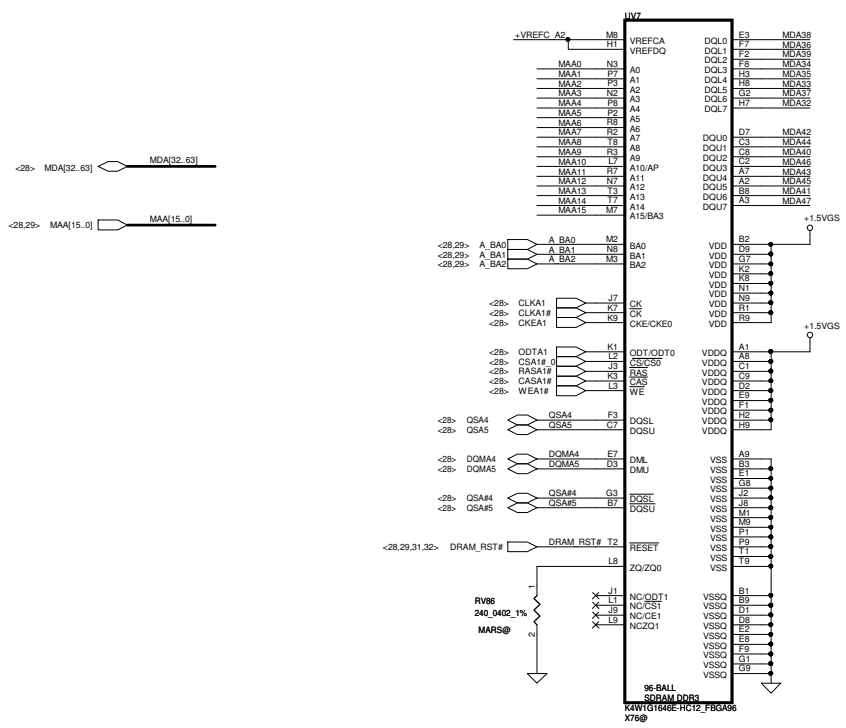 UV7
+VREFC_A2 M8 VREFCA DQL0 E3 MDA38
H1 VREFDQ DQL1 F7 MDA36
DQL2 F2 MDA39
MAA0 N3 A0 DQL3 F8 MDA34
MAA1 P7 A1 DQL4 H3 MDA35
MAA2 P3 A2 DQL5 H8 MDA33
MAA3 N2 A3 DQL6 G2 MDA37
MAA4 P8 A4 DQL7 H7 MDA32
MAA5 P2 A5
MAA6 R8 A6
MAA7 R2 A7 DQU0 D7 MDA42
MAA8 T8 A8 DQU1 C3 MDA44
MAA9 R3 A9 DQU2 C8 MDA40
MAA10 L7 A10/AP DQU3 C2 MDA46
MAA11 R7 A11 DQU4 A7 MDA43
MAA12 N7 A12 DQU5 A2 MDA45
MAA13 T3 A13 DQU6 B8 MDA41
MAA14 T7 A14 DQU7 A3 MDA47
MAA15 M7 A15/BA3
<28> MDA[32..63] MDA[32..63]
<28,29> MAA[15..0] MAA[15..0]
+1.5VGS
<28,29> A_BA0 A_BA0 M2 BA0 VDD B2
<28,29> A_BA1 A_BA1 N8 BA1 VDD D9
<28,29> A_BA2 A_BA2 M3 BA2 VDD G7
VDD K2
VDD K8
VDD N1
<28> CLKA1 J7 CK VDD N9
<28> CLKA1# K7 CK VDD R1
<28> CKEA1 K9 CKE/CKE0 VDD R9
+1.5VGS
<28> ODTA1 K1 ODT/ODT0 VDDQ A1
<28> CSA1#_0 L2 CS/CS0 VDDQ A8
<28> RASA1# J3 RAS VDDQ C1
<28> CASA1# K3 CAS VDDQ C9
<28> WEA1# L3 WE VDDQ D2
VDDQ E9
VDDQ F1
<28> QSA4 QSA4 F3 DQSL VDDQ H2
<28> QSA5 QSA5 C7 DQSU VDDQ H9
<28> DQMA4 DQMA4 E7 DML VSS A9
<28> DQMA5 DQMA5 D3 DMU VSS B3
VSS E1
VSS G8
<28> QSA#4 QSA#4 G3 DQSL VSS J2
<28> QSA#5 QSA#5 B7 DQSU VSS J8
VSS M1
VSS M9
VSS P1
<28,29,31,32> DRAM_RST# DRAM_RST# T2 RESET VSS P9
VSS T1
L8 ZQ/ZQ0 VSS T9
1
RV86
240_0402_1%
MARS@
2
J1 NC/ODT1 VSSQ B1
L1 NC/CS1 VSSQ B9
J9 NC/CE1 VSSQ D1
L9 NCZQ1 VSSQ D8
VSSQ E2
VSSQ E8
VSSQ F9
VSSQ G1
VSSQ G9
96-BALL
SDRAM DDR3
K4W1G1646E-HC12_FBGA96
X76@